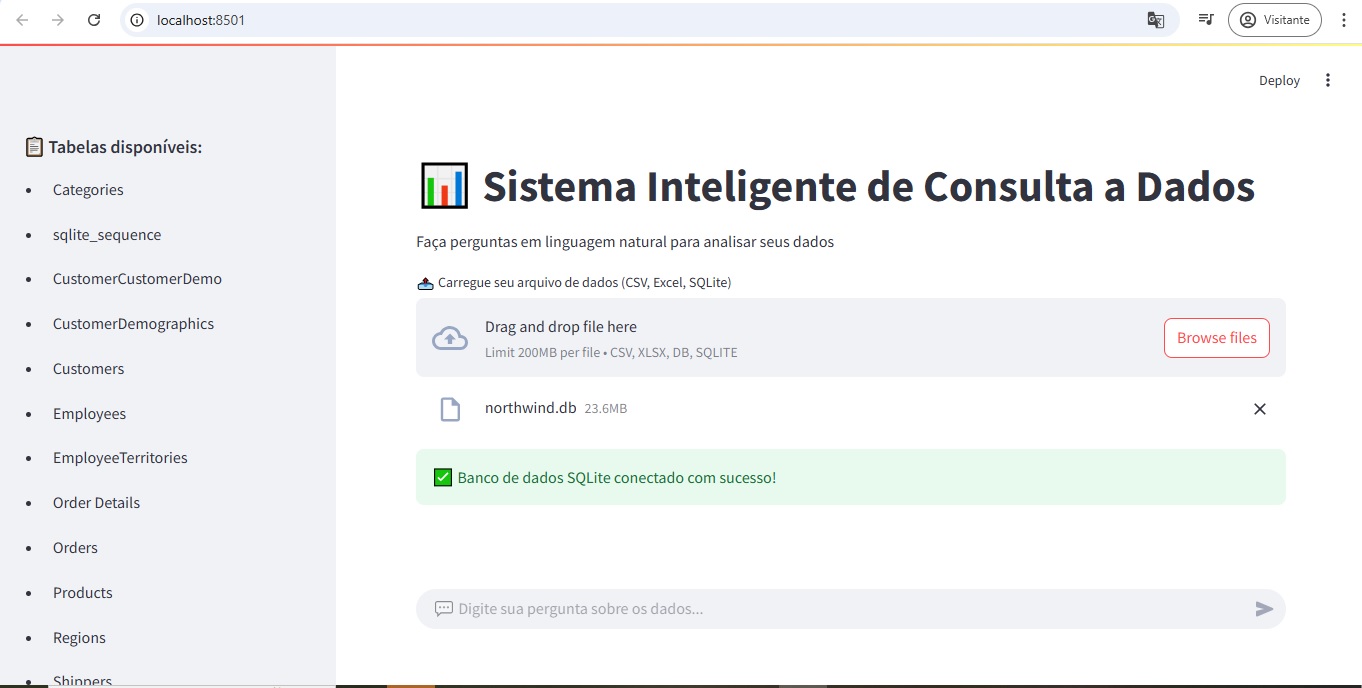 localhost:8501
Visitante
Deploy
Tabelas disponíveis:
Categories
sqlite_sequence
CustomerCustomerDemo
CustomerDemographics
Customers
Employees
EmployeeTerritories
Order Details
Orders
Products
Regions
Shippers
Sistema Inteligente de Consulta a Dados
Faça perguntas em linguagem natural para analisar seus dados
Carregue seu arquivo de dados (CSV, Excel, SQLite)
Drag and drop file here
Limit 200MB per file • CSV, XLSX, DB, SQLITE
Browse files
northwind.db 23.6MB
Banco de dados SQLite conectado com sucesso!
Digite sua pergunta sobre os dados...